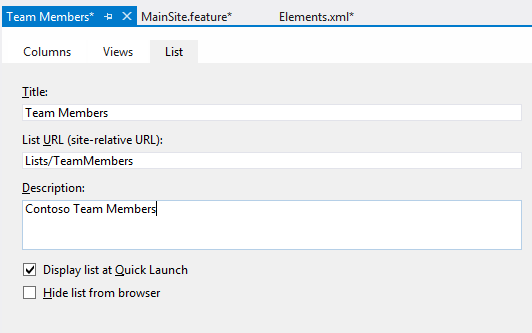 Team Members* MainSite.feature* Elements.xml*
Columns Views List
Title:
Team Members
List URL (site-relative URL):
Lists/TeamMembers
Description:
Contoso Team Members
Display list at Quick Launch
Hide list from browser